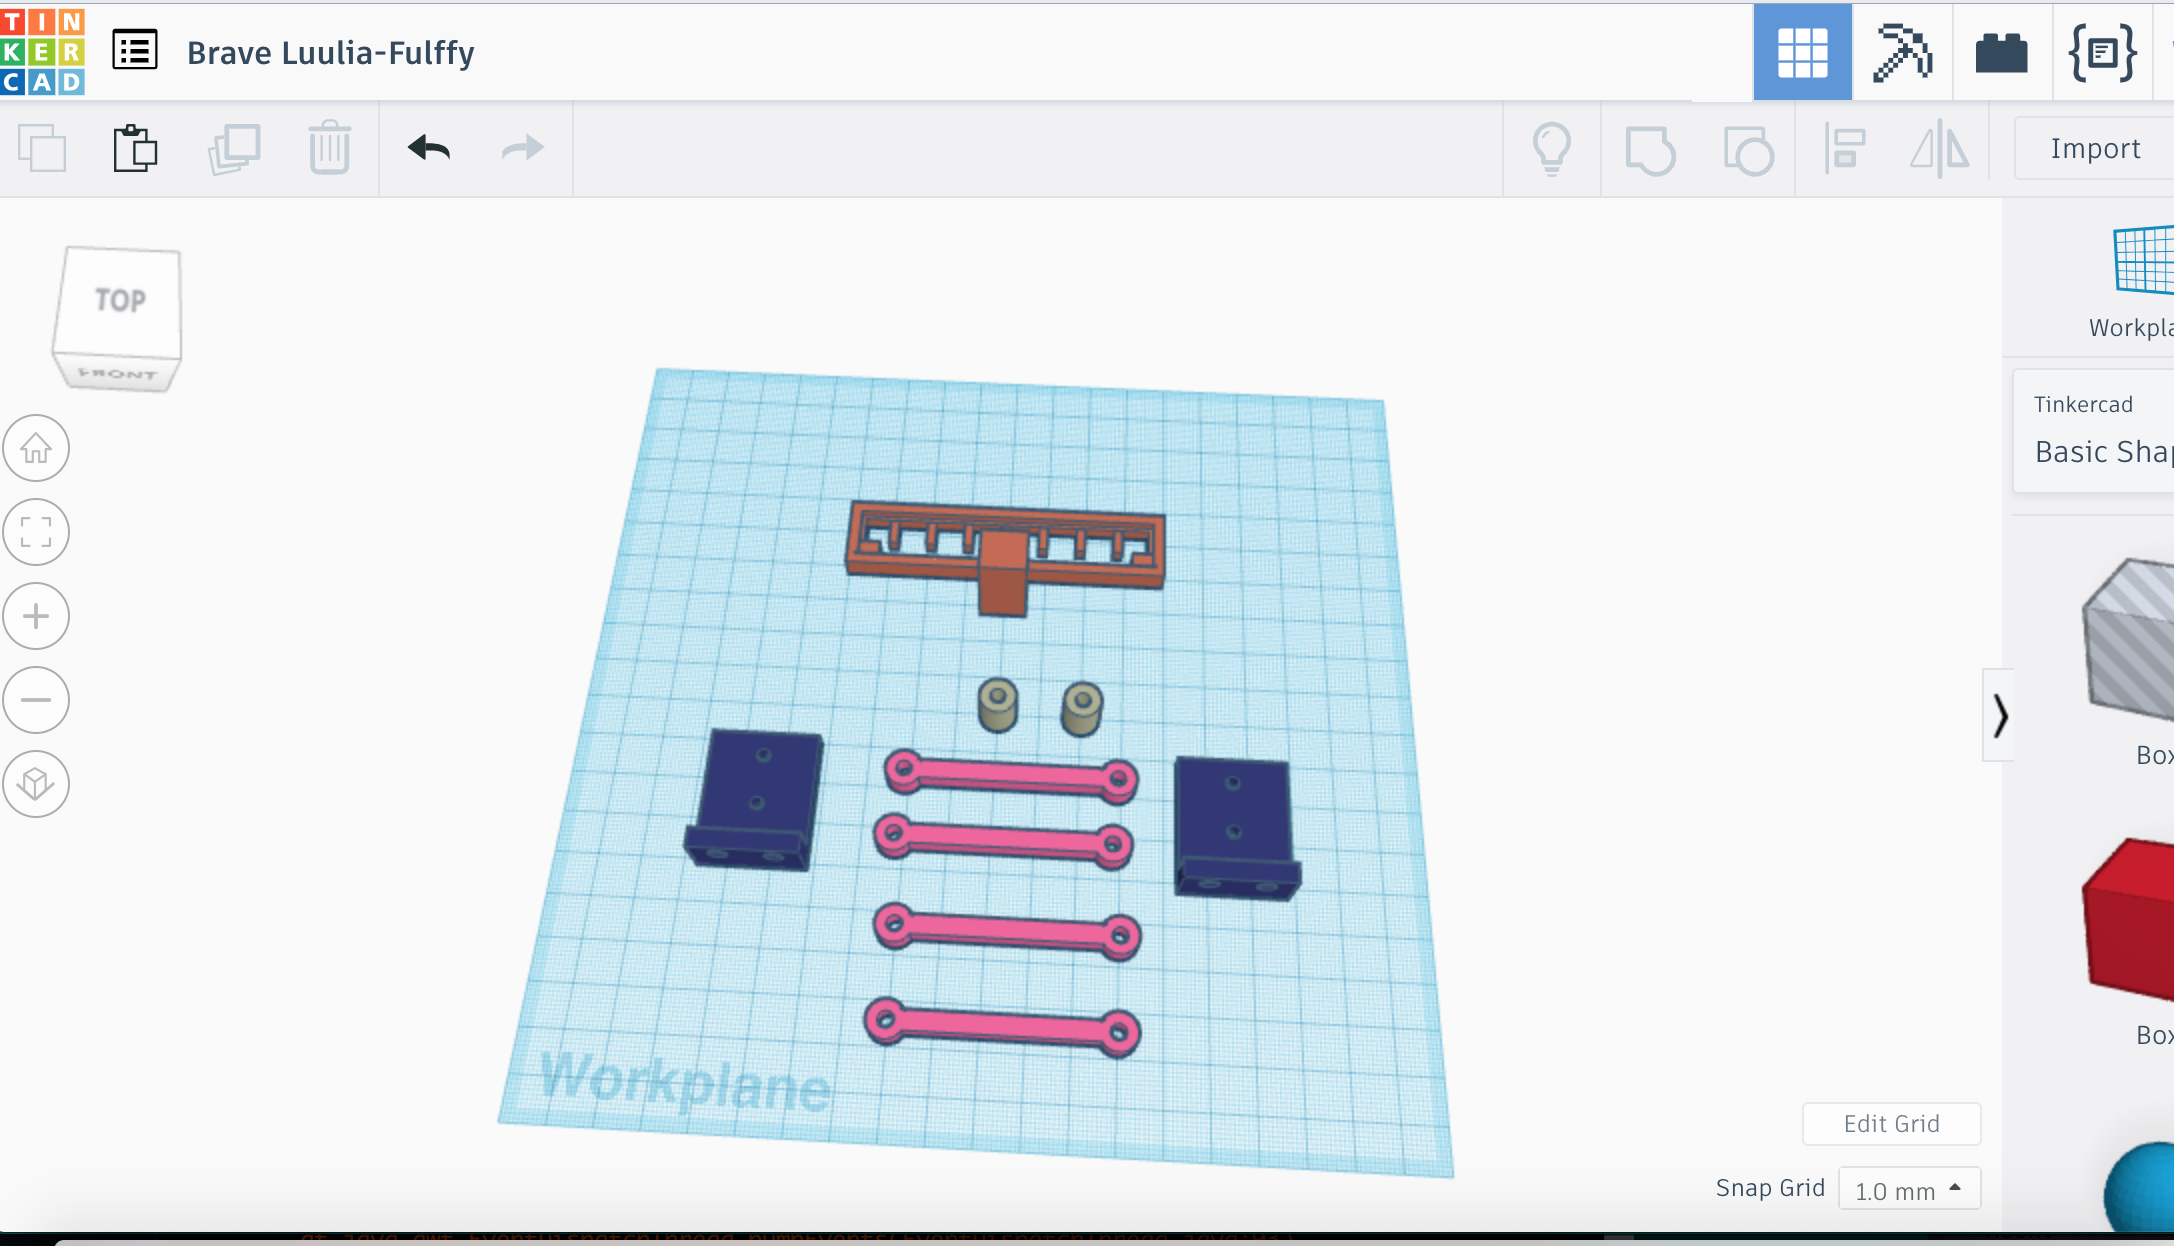 TIN
KER
CAD
Brave Luulia-Fulffy
Import
TOP
FRONT
Workpla
Tinkercad
Basic Shap
Box
Box
Workplane
Edit Grid
Snap Grid
1.0 mm